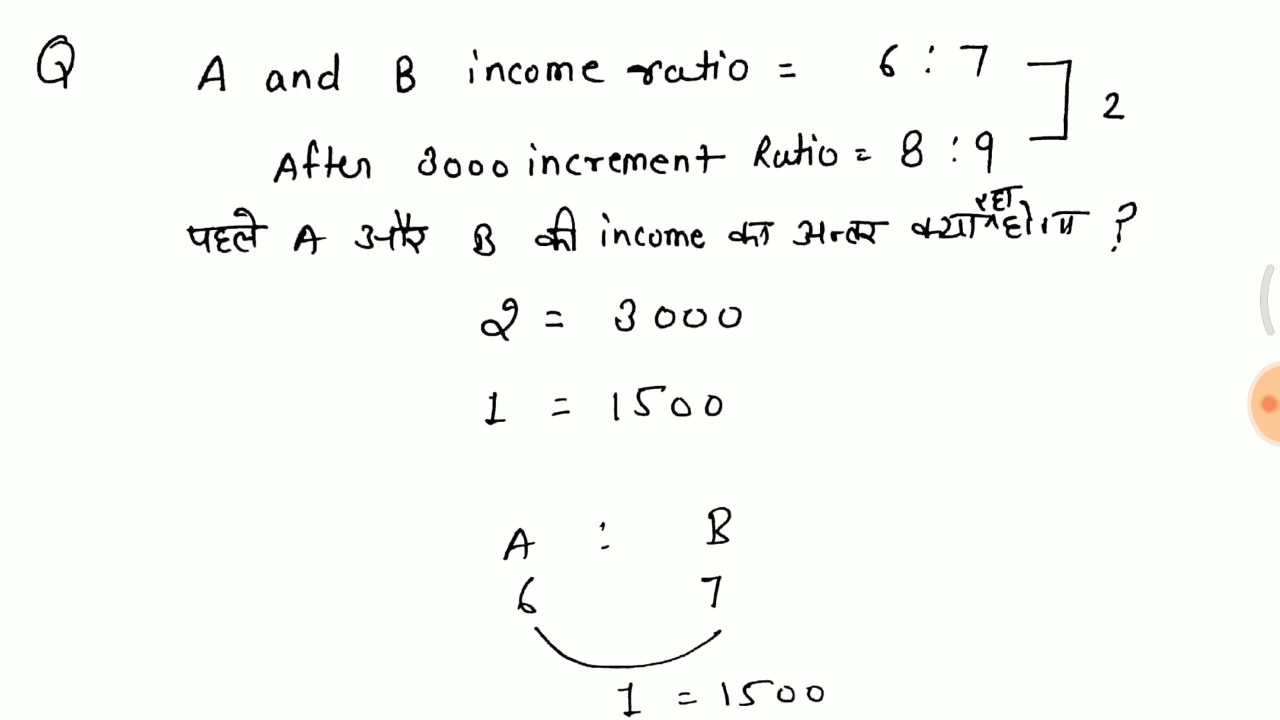 Q A and B income ratio = 6 : 7
After 3000 increment Ratio = 8 : 9 ] 2
पहले A और B की income का अन्तर क्या रहा होगा ?
2 = 3000
1 = 1500
A : B
6 7
1 = 1500